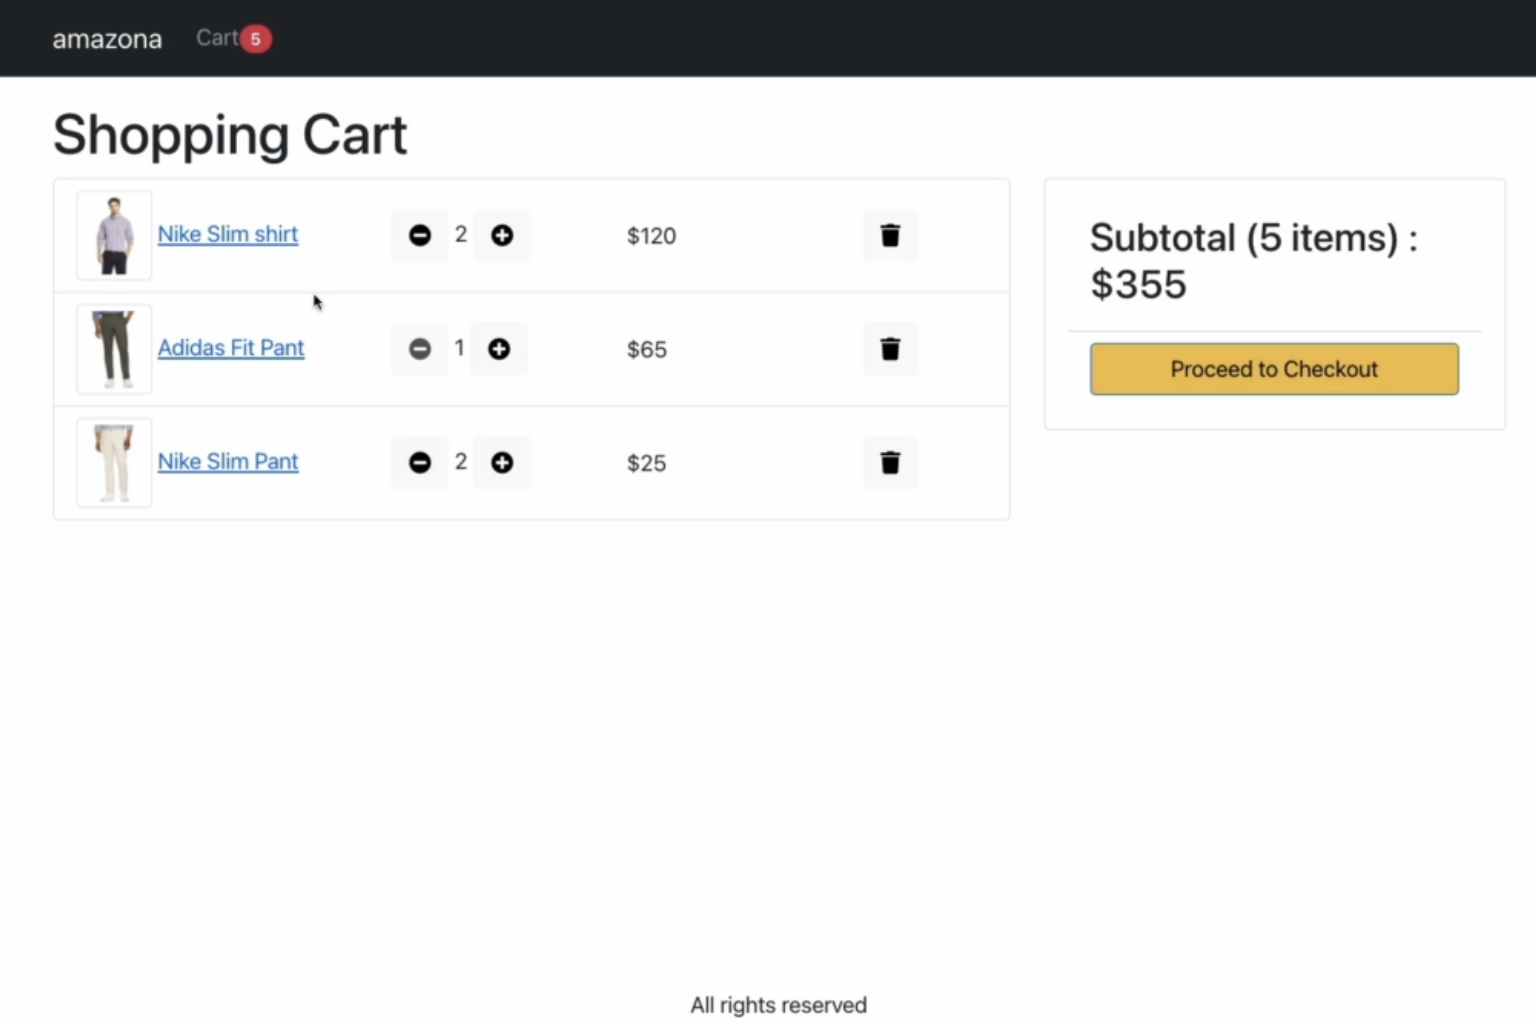 amazona Cart 5
Shopping Cart
Nike Slim shirt 2 $120
Adidas Fit Pant 1 $65
Nike Slim Pant 2 $25
Subtotal (5 items) :
$355
Proceed to Checkout
All rights reserved